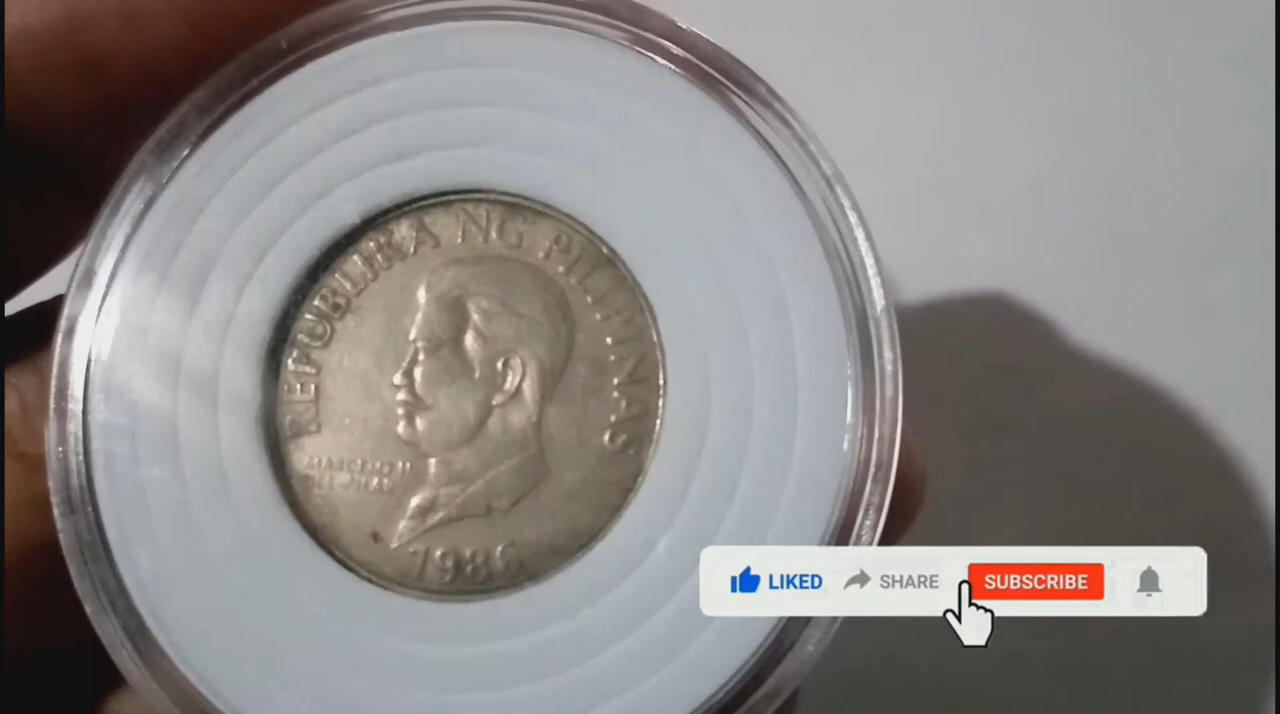 REPUBLIKA NG PILIPINAS
MARCELO H.
DEL PILAR
1986
LIKED SHARE SUBSCRIBE